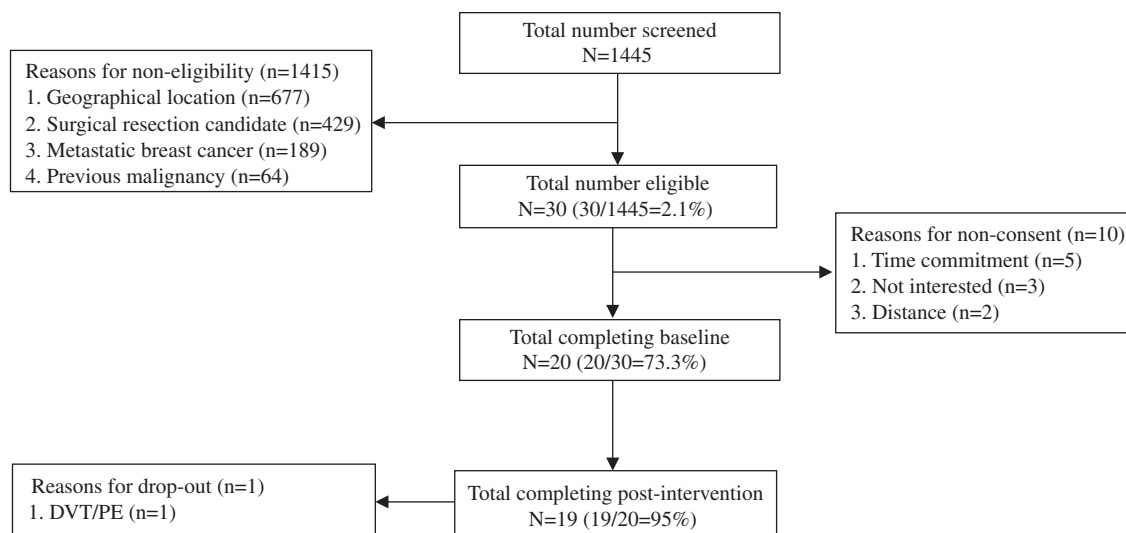 Total number screened
N=1445
Reasons for non-eligibility (n=1415)
1. Geographical location (n=677)
2. Surgical resection candidate (n=429)
3. Metastatic breast cancer (n=189)
4. Previous malignancy (n=64)
Total number eligible
N=30 (30/1445=2.1%)
Reasons for non-consent (n=10)
1. Time commitment (n=5)
2. Not interested (n=3)
3. Distance (n=2)
Total completing baseline
N=20 (20/30=73.3%)
Reasons for drop-out (n=1)
1. DVT/PE (n=1)
Total completing post-intervention
N=19 (19/20=95%)